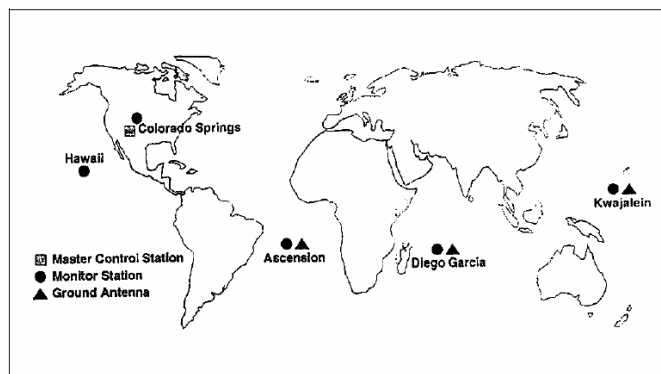 Colorado Springs
Hawaii
Kwajalein
Ascension
Diego Garcia
Master Control Station
Monitor Station
Ground Antenna